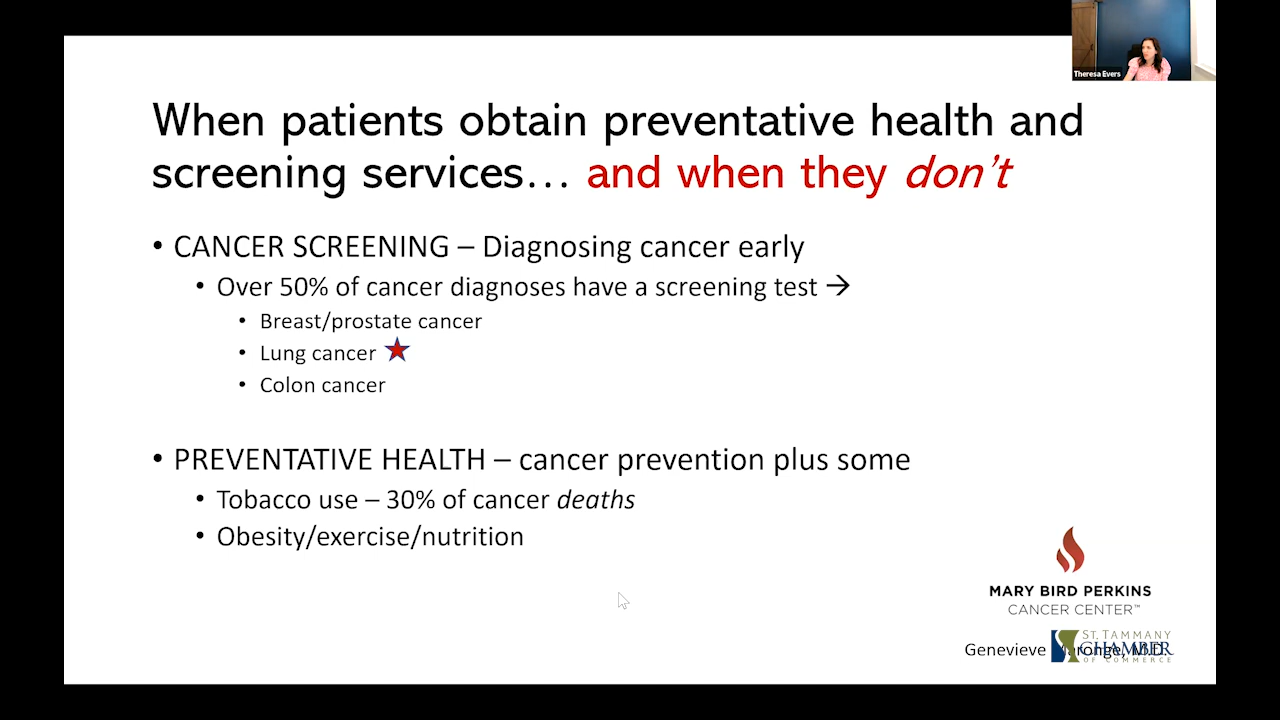 Theresa Evers
When patients obtain preventative health and
screening services... and when they don't
• CANCER SCREENING – Diagnosing cancer early
• Over 50% of cancer diagnoses have a screening test →
• Breast/prostate cancer
• Lung cancer
• Colon cancer
• PREVENTATIVE HEALTH – cancer prevention plus some
• Tobacco use – 30% of cancer deaths
• Obesity/exercise/nutrition
MARY BIRD PERKINS
CANCER CENTER™
ST. TAMMANY
CHAMBER
OF COMMERCE
Genevieve M.D.